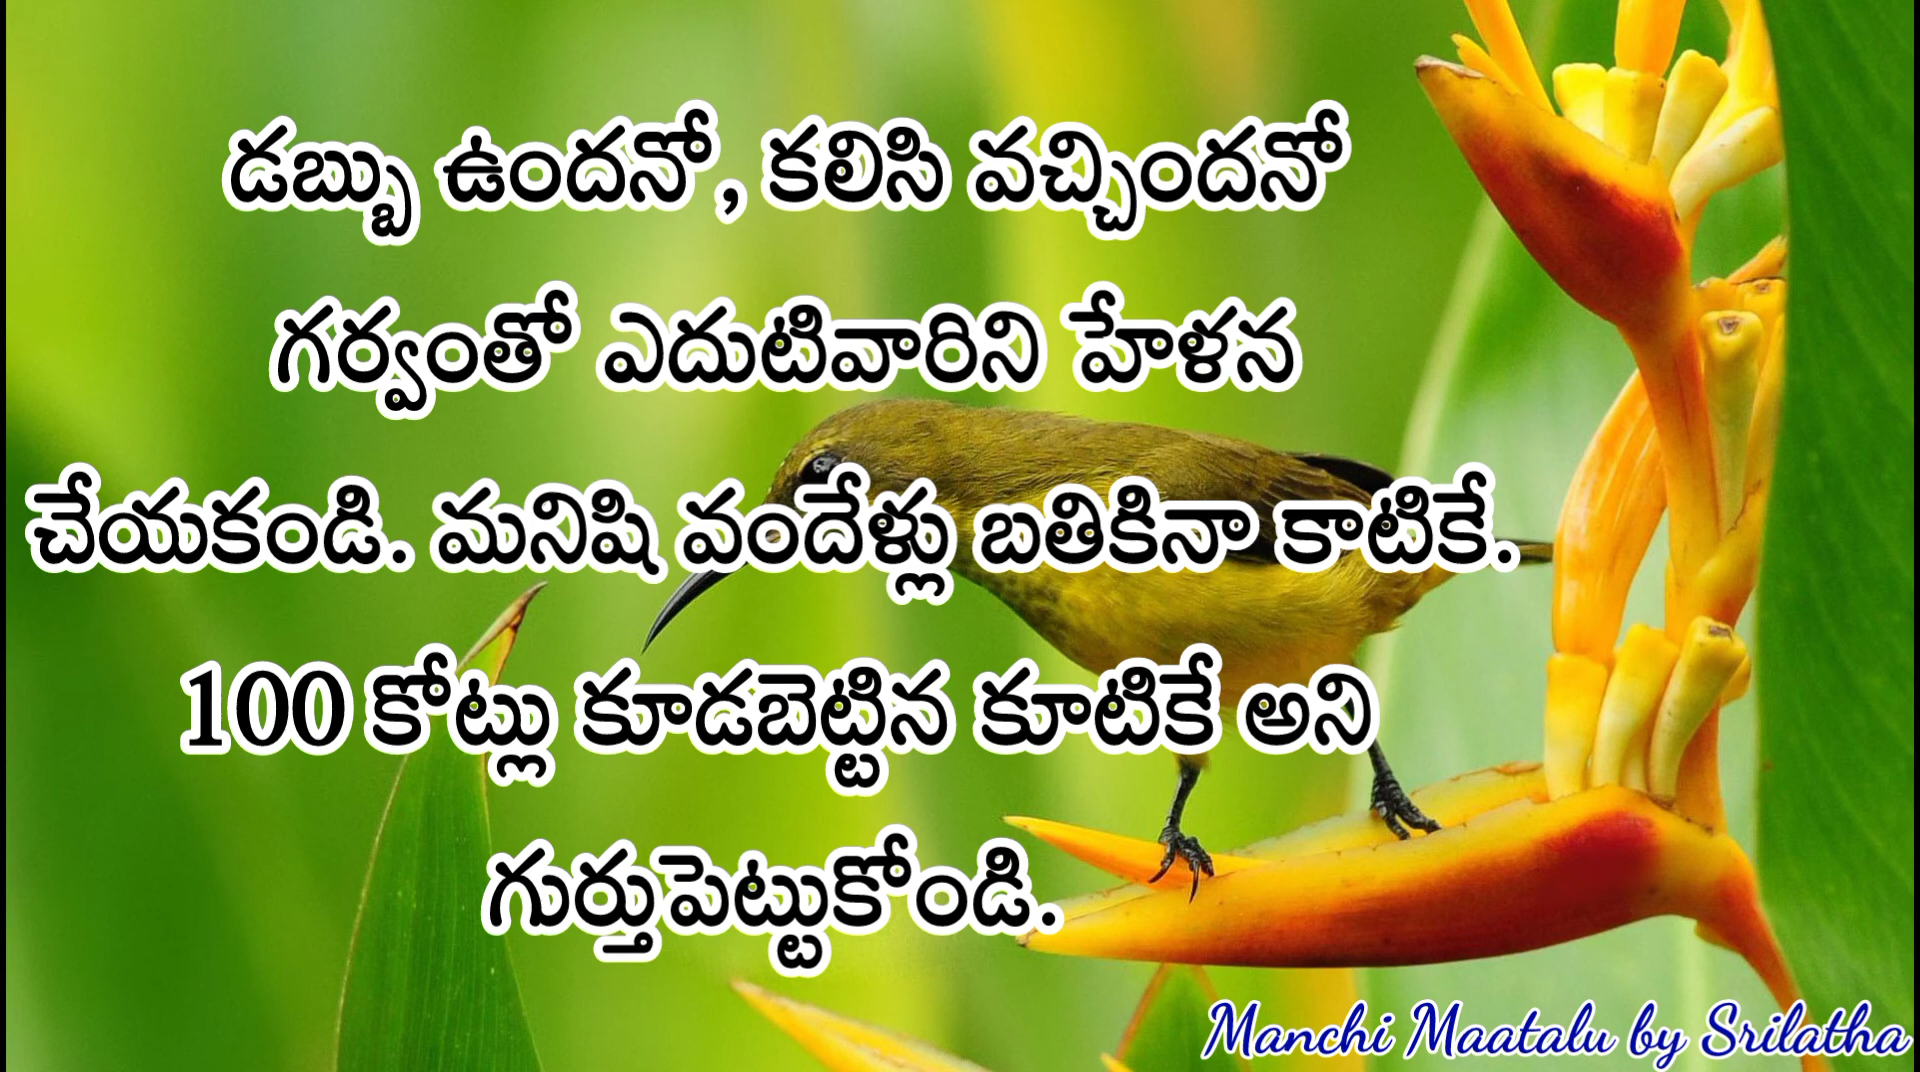 డబ్బు ఉందనో, కలిసి వచ్చిందనో
గర్వంతో ఎదుటివారిని హేళన
చేయకండి. మనిషి వందేళ్లు బతికినా కాటికే.
100 కోట్లు కూడబెట్టిన కూటికే అని
గుర్తుపెట్టుకోండి.
Manchi Maatalu by Srilatha